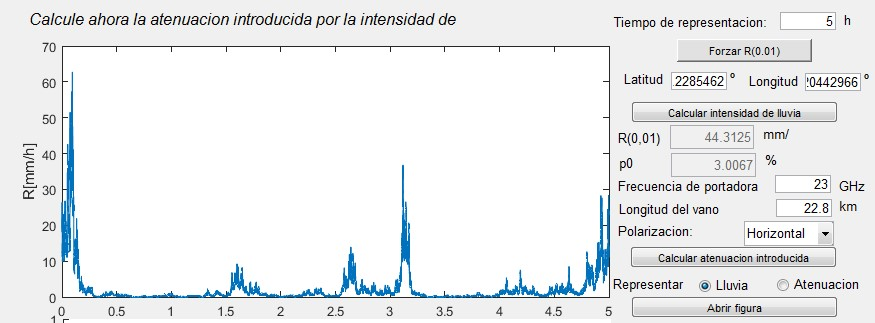 Calcule ahora la atenuacion introducida por la intensidad de
R[mm/h]
70
60
50
40
30
20
10
0
0 0.5 1 1.5 2 2.5 3 3.5 4 4.5 5
Tiempo de representacion: 5 h
Forzar R(0.01)
Latitud 2285462 º Longitud 0442966 º
Calcular intensidad de lluvia
R(0,01) 44.3125 mm/
p0 3.0067 %
Frecuencia de portadora 23 GHz
Longitud del vano 22.8 km
Polarizacion: Horizontal
Calcular atenuacion introducida
Representar Lluvia Atenuacion
Abrir figura